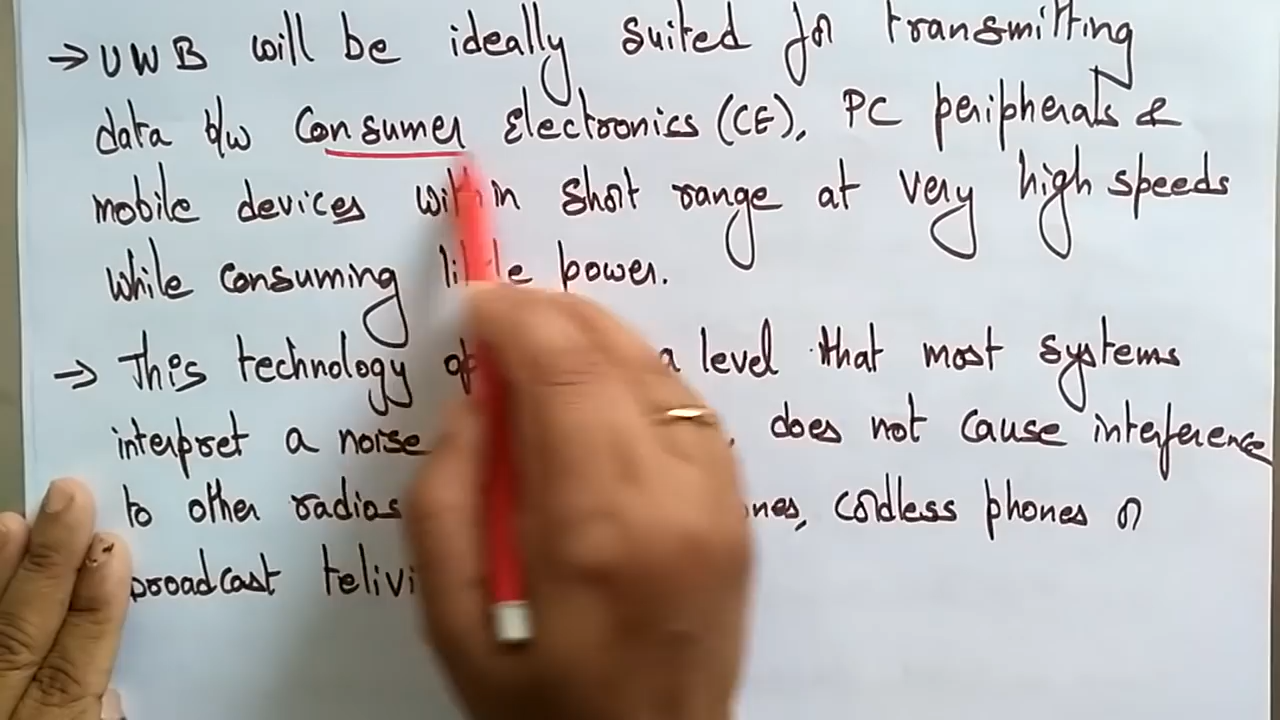 → UWB will be ideally suited for transmitting
data b/w Consumer Electronics (CE), PC peripherals &
mobile devices within short range at very high speeds
while consuming little power.
→ This technology a level that most systems
interpret a noise does not cause interference
to other radios cordless phones or
broadcast